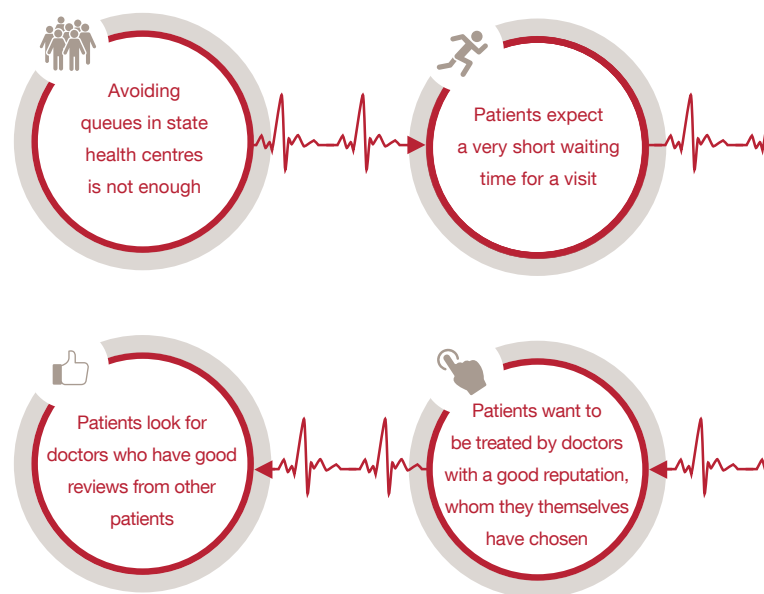 Avoiding
queues in state
health centres
is not enough
Patients expect
a very short waiting
time for a visit
Patients look for
doctors who have good
reviews from other
patients
Patients want to
be treated by doctors
with a good reputation,
whom they themselves
have chosen